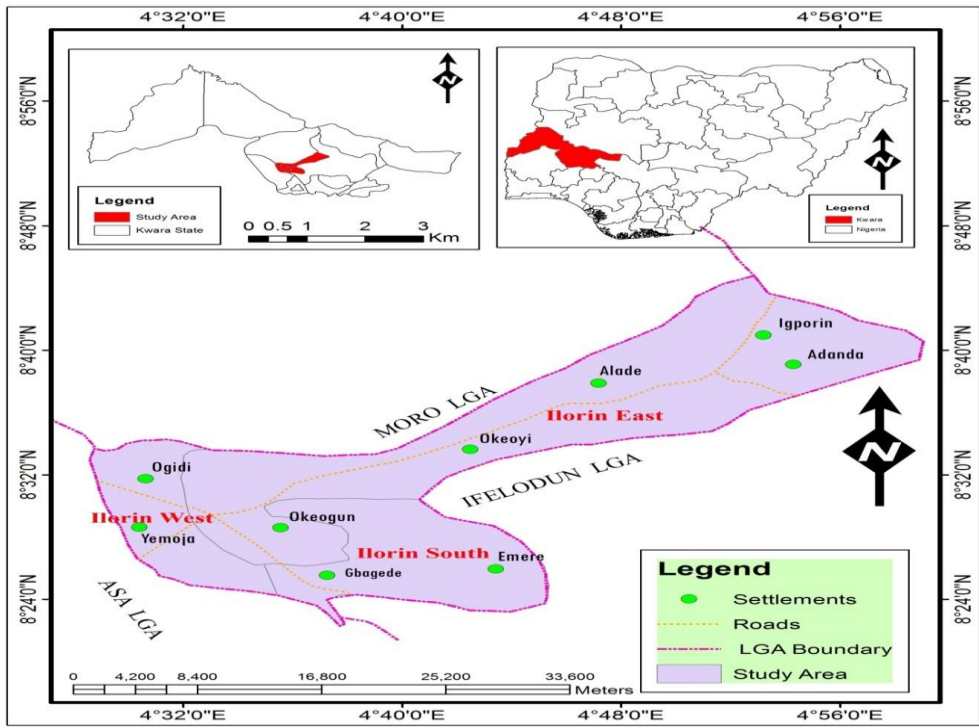 4°32'0"E 4°40'0"E 4°48'0"E 4°56'0"E
8°56'0"N
8°48'0"N
8°40'0"N
8°32'0"N
8°24'0"N
N
Legend
Study Area
Kwara State
0 0.5 1 2 3
Km
N
Legend
Kwara
Nigeria
8°56'0"N
8°48'0"N
8°40'0"N
8°32'0"N
8°24'0"N
Igporin
Adanda
Alade
MORO LGA
Ilorin East
Okeoyi
N
IFELODUN LGA
Ogidi
Ilorin West
Okeogun
Yemoja
Ilorin South
Emere
Gbagede
ASA LGA
Legend
Settlements
Roads
LGA Boundary
Study Area
0 4,200 8,400 16,800 25,200 33,600
Meters
4°32'0"E 4°40'0"E 4°48'0"E 4°56'0"E